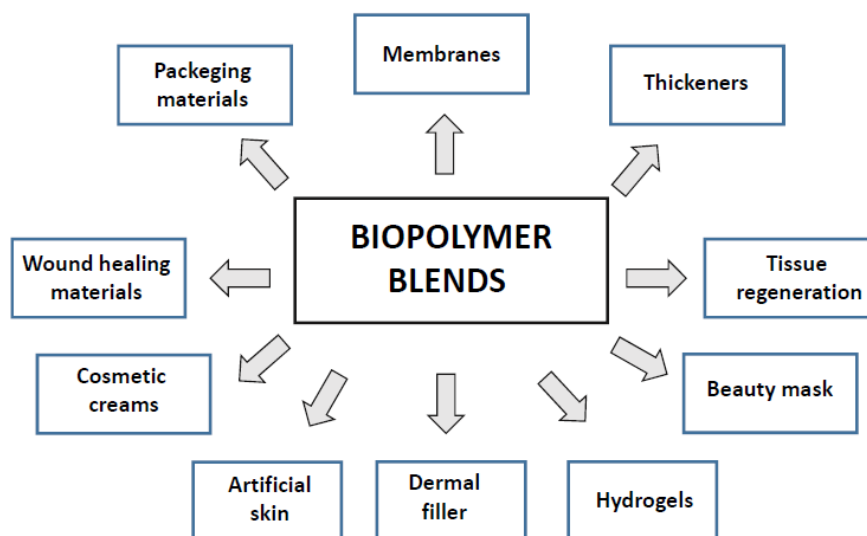 Membranes
Packeging
materials
Thickeners
BIOPOLYMER
BLENDS
Wound healing
materials
Tissue
regeneration
Cosmetic
creams
Beauty mask
Artificial
skin
Dermal
filler
Hydrogels